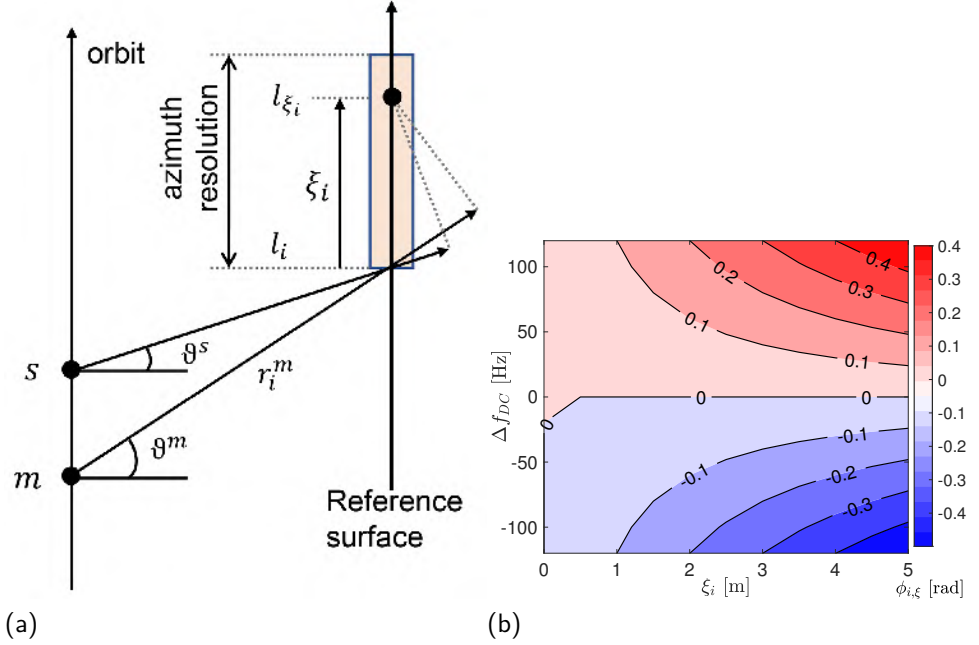 orbit
azimuth
resolution
l_{ξ_i}
ξ_i
l_i
s
ϑ^s
r_i^m
m
ϑ^m
Reference
surface
(a)
Δf_{DC} [Hz]
100
50
0
-50
-100
0.4
0.3
0.2
0.1
0.1
0
0
0
-0.1
-0.1
-0.2
-0.3
0
1
2
3
4
5
ξ_i [m]
0.4
0.3
0.2
0.1
0
-0.1
-0.2
-0.3
-0.4
ϕ_{i,ξ} [rad]
(b)